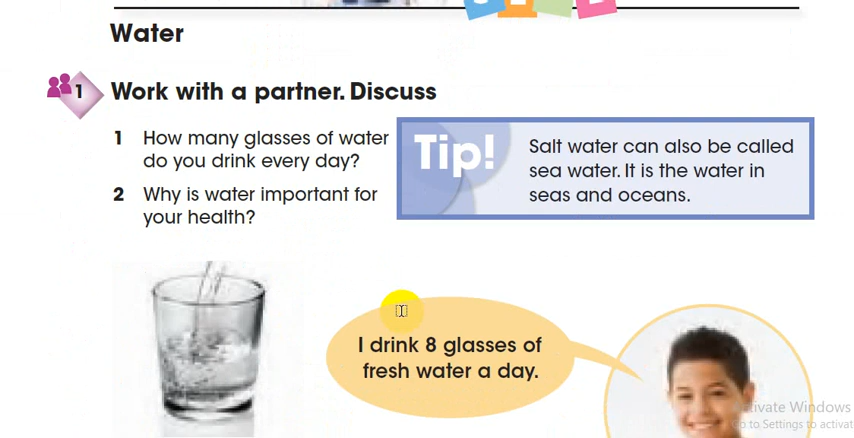 Water
1 Work with a partner. Discuss
1 How many glasses of water
do you drink every day?
2 Why is water important for
your health?
Tip!
Salt water can also be called
sea water. It is the water in
seas and oceans.
I drink 8 glasses of
fresh water a day.
Activate Windows
Go to Settings to activat